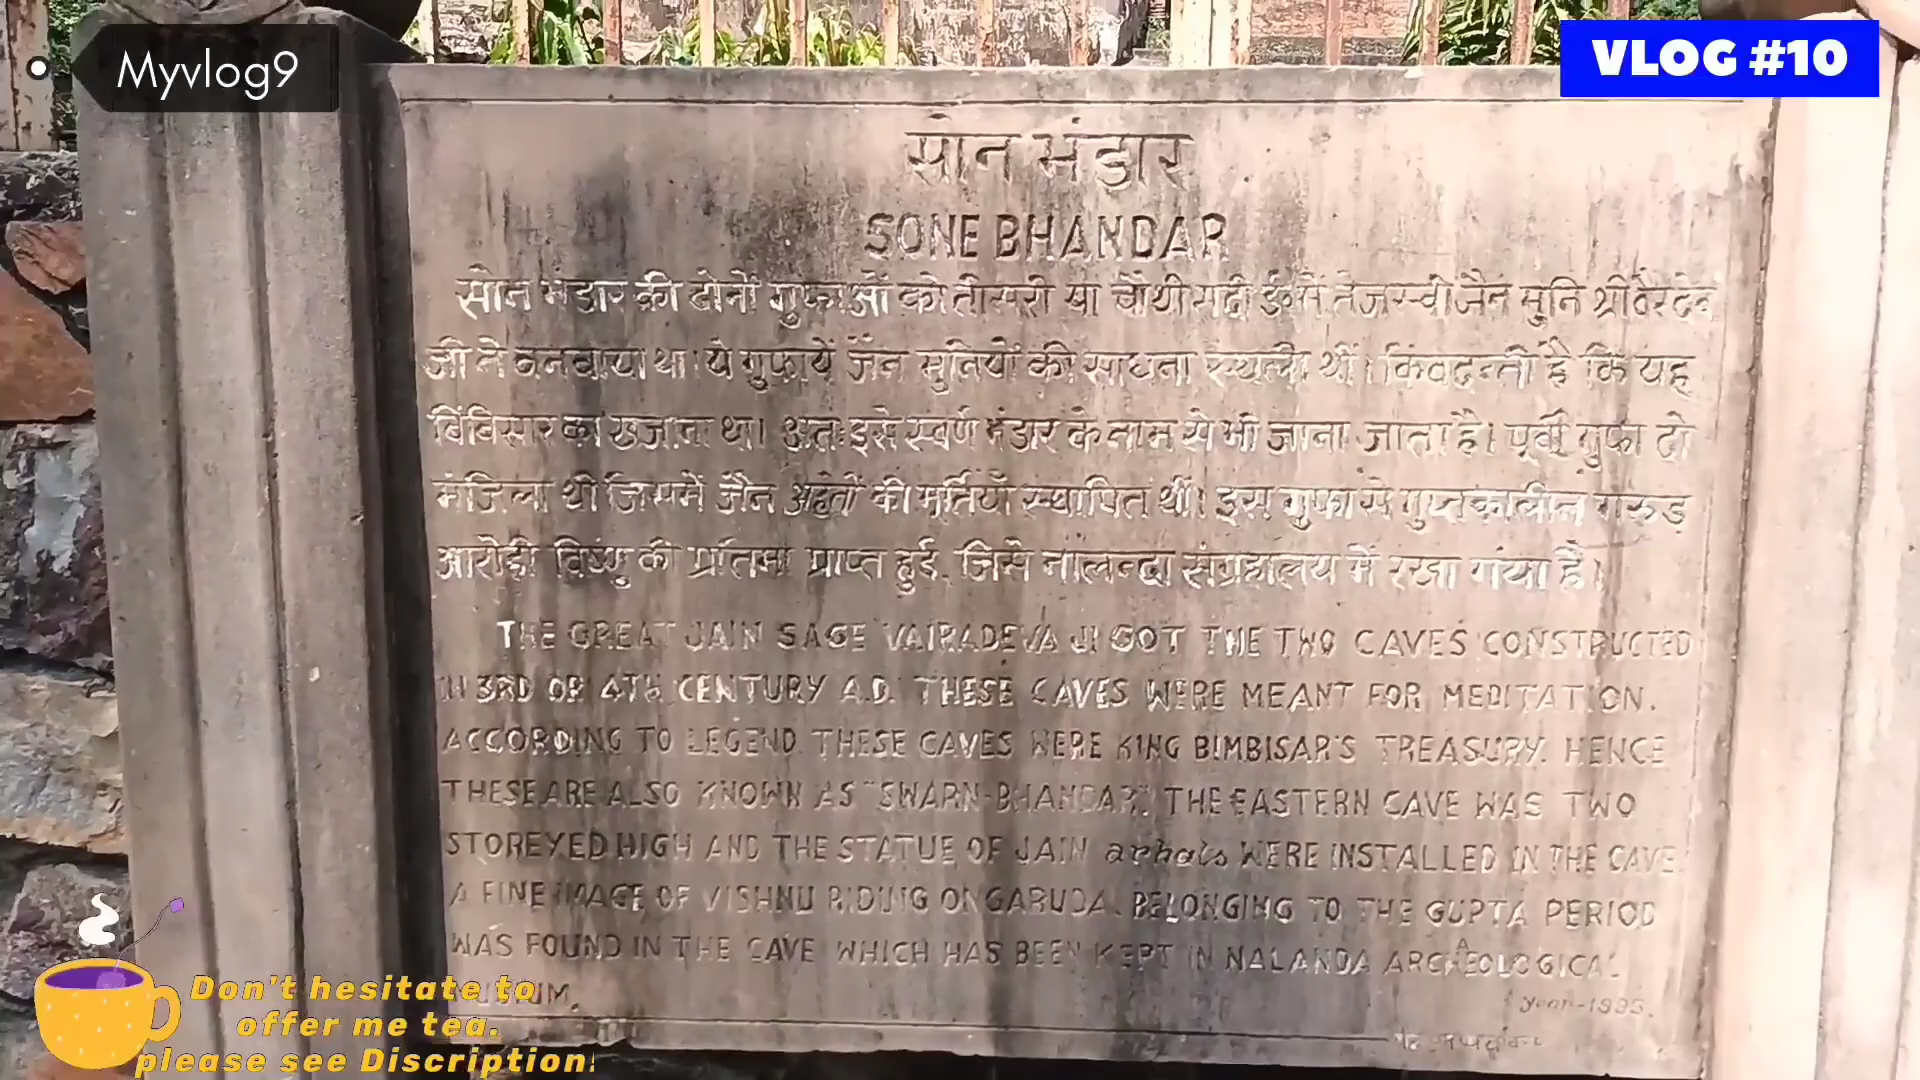 Myvlog9
VLOG #10
सोन भंडार
SONE BHANDAR
सोन भंडार की दोनों गुफाओं को तीसरी या चौथी शदी ई॰ में तेजस्वी जैन मुनि श्री वैरदेव
जी ने बनवाया था। ये गुफायें जैन मुनियों की साधना स्थली थीं। किंवदन्ती है कि यह
बिंबिसार का खजाना था। अतः इसे स्वर्ण भंडार के नाम से भी जाना जाता है। पूर्वी गुफा दो
मंजिला थी जिसमें जैन अर्हतों की मूर्तियाँ स्थापित थीं। इस गुफा से गुप्तकालीन गरुड़
आरोही विष्णु की प्रतिमा प्राप्त हुई, जिसे नालन्दा संग्रहालय में रखा गया है।
THE GREAT JAIN SAGE VAIRADEVA JI GOT THE TWO CAVES CONSTRUCTED
IN 3RD OR 4TH CENTURY A.D. THESE CAVES WERE MEANT FOR MEDITATION.
ACCORDING TO LEGEND THESE CAVES WERE KING BIMBISAR'S TREASURY. HENCE
THESE ARE ALSO KNOWN AS "SWARN-BHANDAR". THE EASTERN CAVE WAS TWO
STOREYED HIGH AND THE STATUE OF JAIN arhats WERE INSTALLED IN THE CAVE.
A FINE IMAGE OF VISHNU RIDING ON GARUDA, BELONGING TO THE GUPTA PERIOD
WAS FOUND IN THE CAVE WHICH HAS BEEN KEPT IN NALANDA ARCHAEOLOGICAL
Year-1995.
Don't hesitate to
offer me tea.
please see Discription!